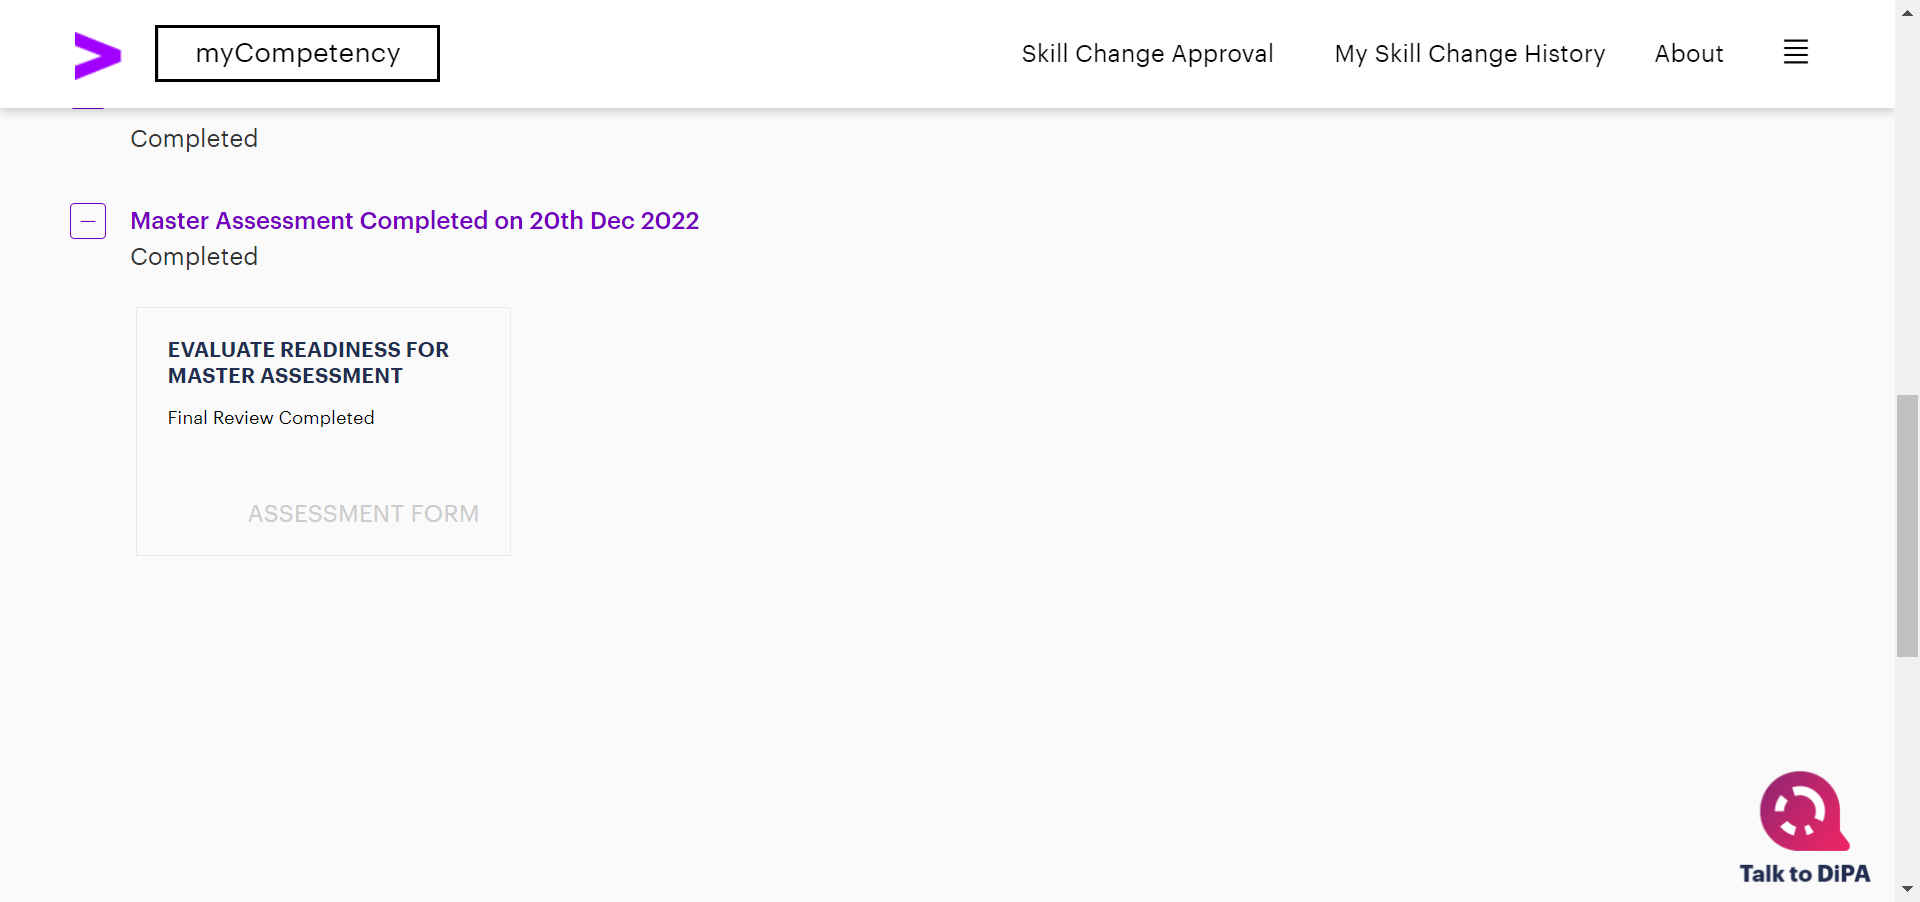 myCompetency
Skill Change Approval
My Skill Change History
About
Completed
Master Assessment Completed on 20th Dec 2022
Completed
EVALUATE READINESS FOR
MASTER ASSESSMENT
Final Review Completed
ASSESSMENT FORM
Talk to DiPA